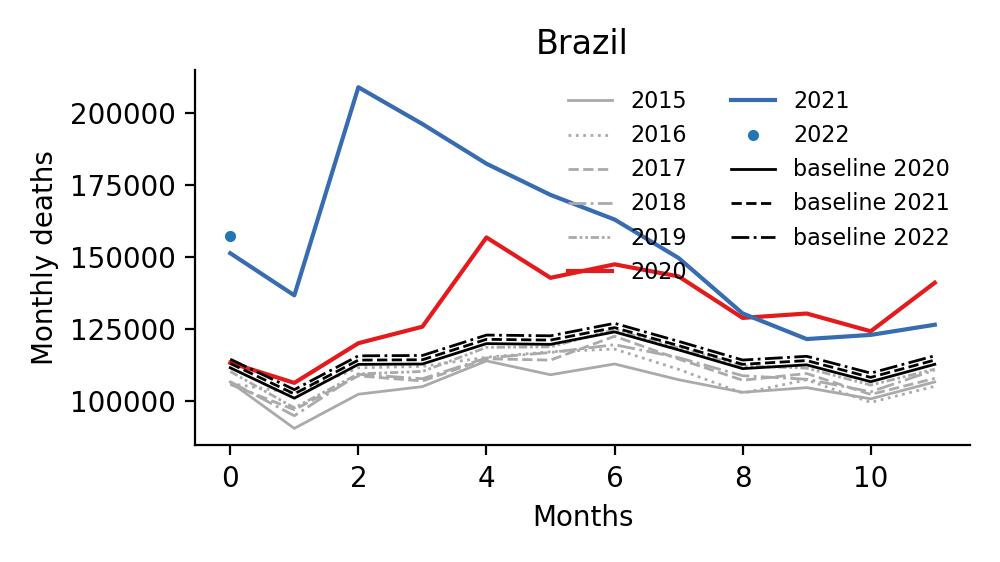 Brazil
Monthly deaths
200000
175000
150000
125000
100000
0 2 4 6 8 10
Months
2015
2016
2017
2018
2019
2020
2021
2022
baseline 2020
baseline 2021
baseline 2022